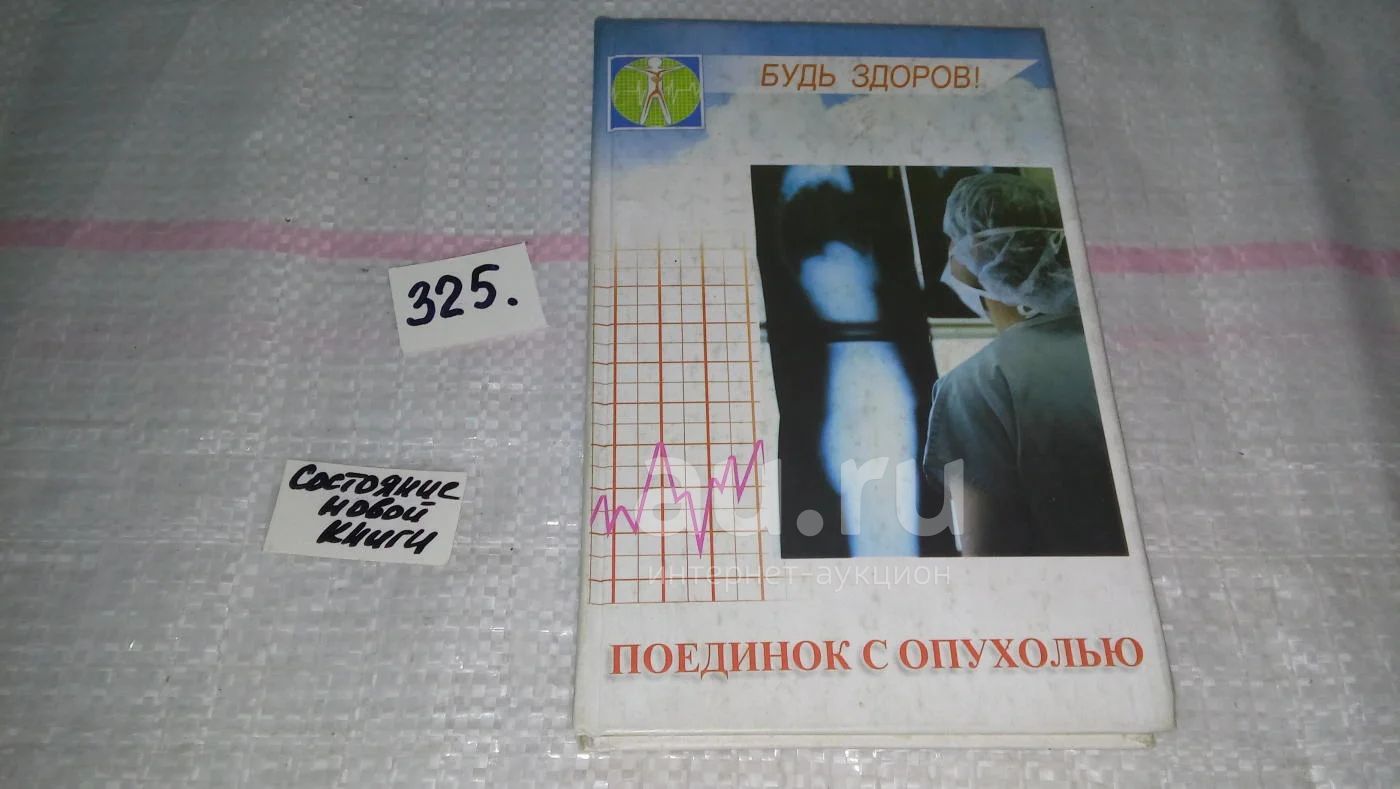 БУДЬ ЗДОРОВ!
325.
Состояние
новой
книги
au.ru
интернет-аукцион
ПОЕДИНОК С ОПУХОЛЬЮ